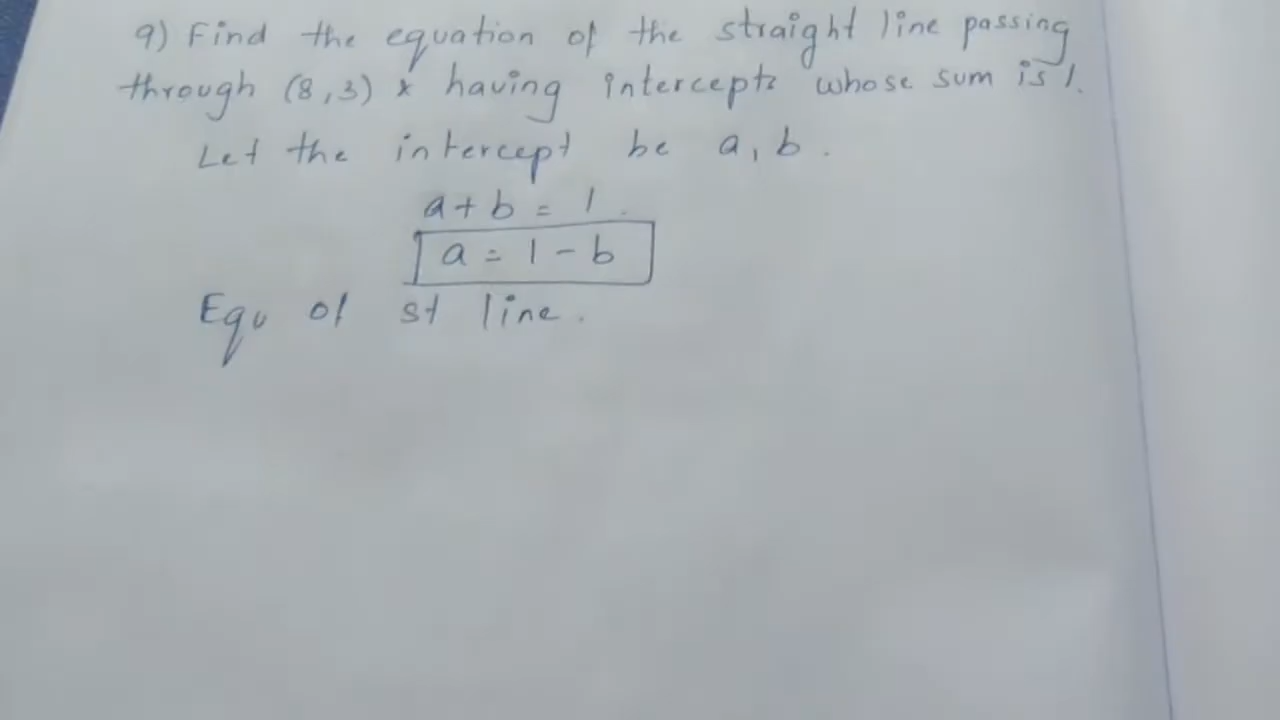 9) Find the equation of the straight line passing
through (8,3) & having intercepts whose sum is 1.
Let the intercept be a, b.
a + b = 1.
a = 1 - b
Equ of st line.